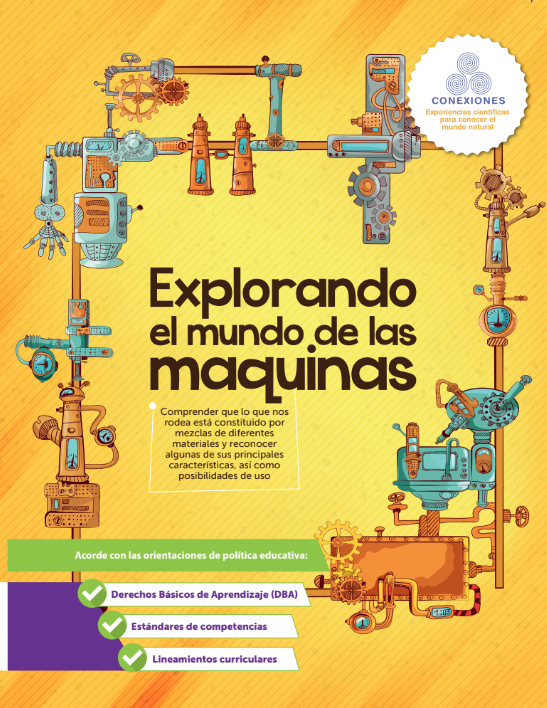 CONEXIONES
Experiencias científicas
para conocer el
mundo natural
Explorando
el mundo de las
maquinas
Comprender que lo que nos
rodea está constituido por
mezclas de diferentes
materiales y reconocer
algunas de sus principales
características, así como
posibilidades de uso
Acorde con las orientaciones de política educativa:
Derechos Básicos de Aprendizaje (DBA)
Estándares de competencias
Lineamientos curriculares